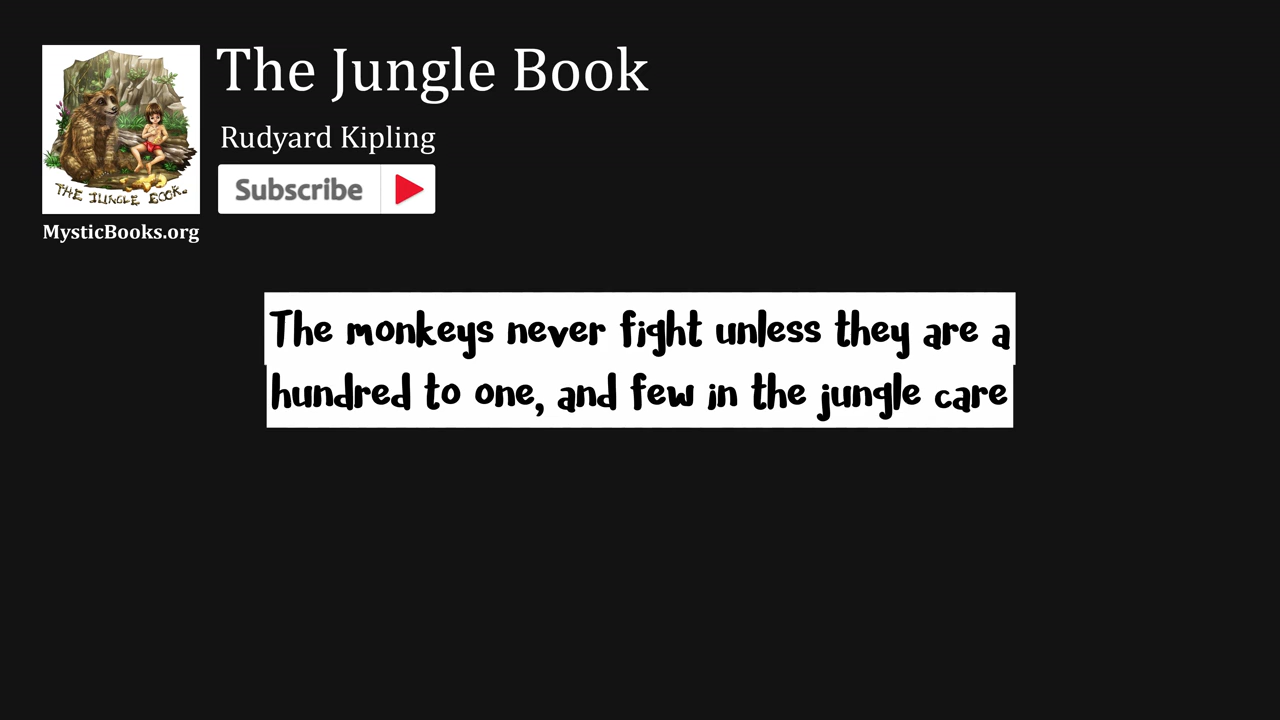 The Jungle Book
Rudyard Kipling
Subscribe
THE JUNGLE BOOK.
MysticBooks.org
The monkeys never fight unless they are a
hundred to one, and few in the jungle care